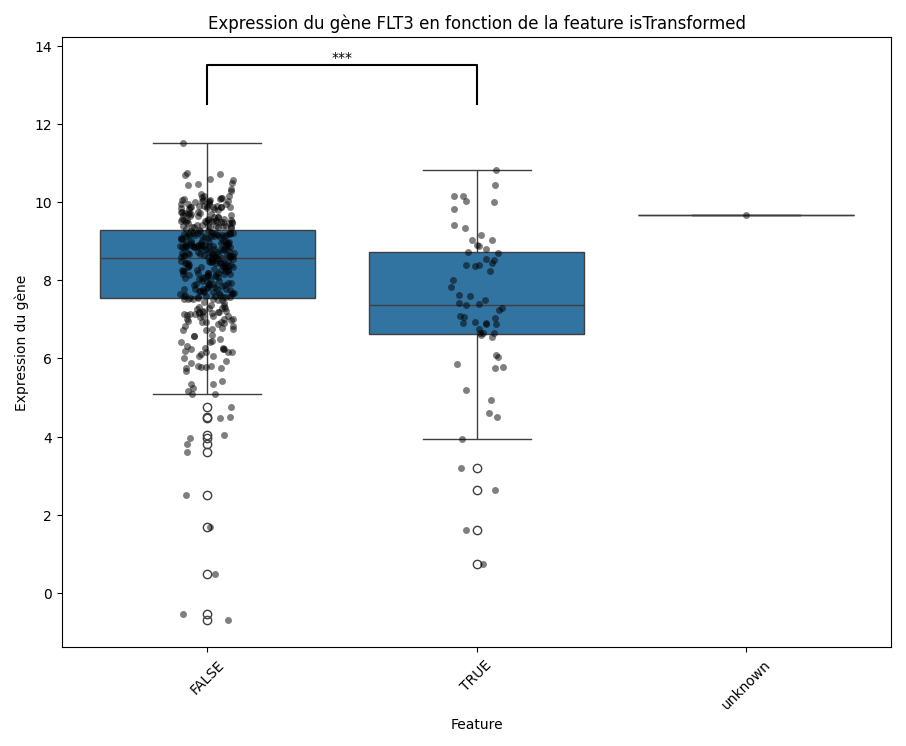 Expression du gène FLT3 en fonction de la feature isTransformed
14
12
10
8
6
4
2
0
Expression du gène
***
FALSE
TRUE
unknown
Feature